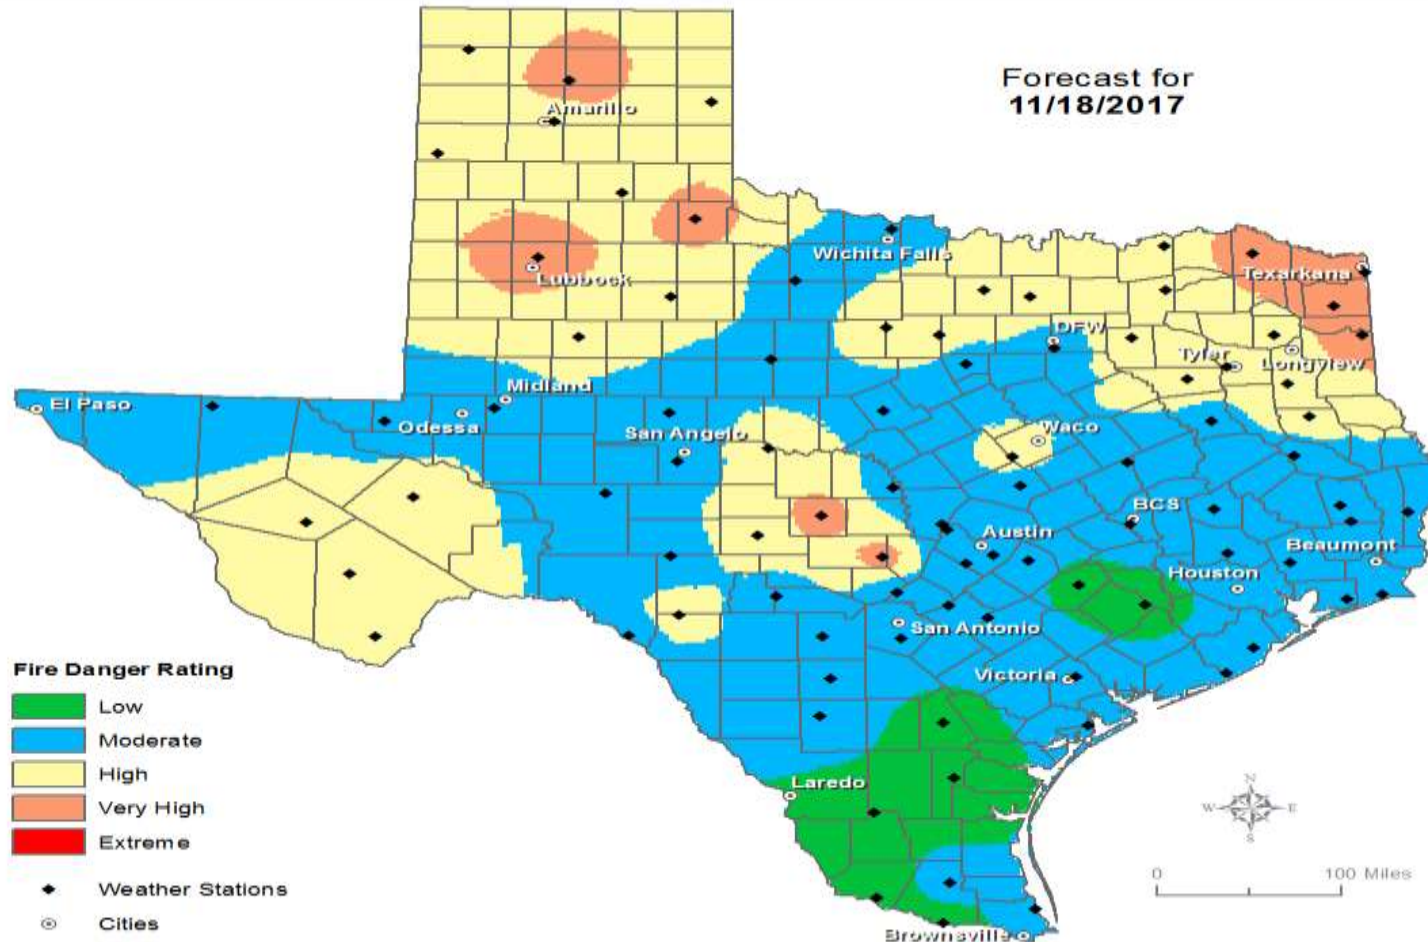 Forecast for
11/18/2017
Amarillo
Wichita Falls
Lubbock
Texarkana
DFW
Tyler
Longview
Midland
El Paso
Odessa
San Angelo
Waco
BCS
Austin
Beaumont
Houston
San Antonio
Victoria
Laredo
Brownsville
Fire Danger Rating
Low
Moderate
High
Very High
Extreme
Weather Stations
Cities
N
W E
S
0 100 Miles